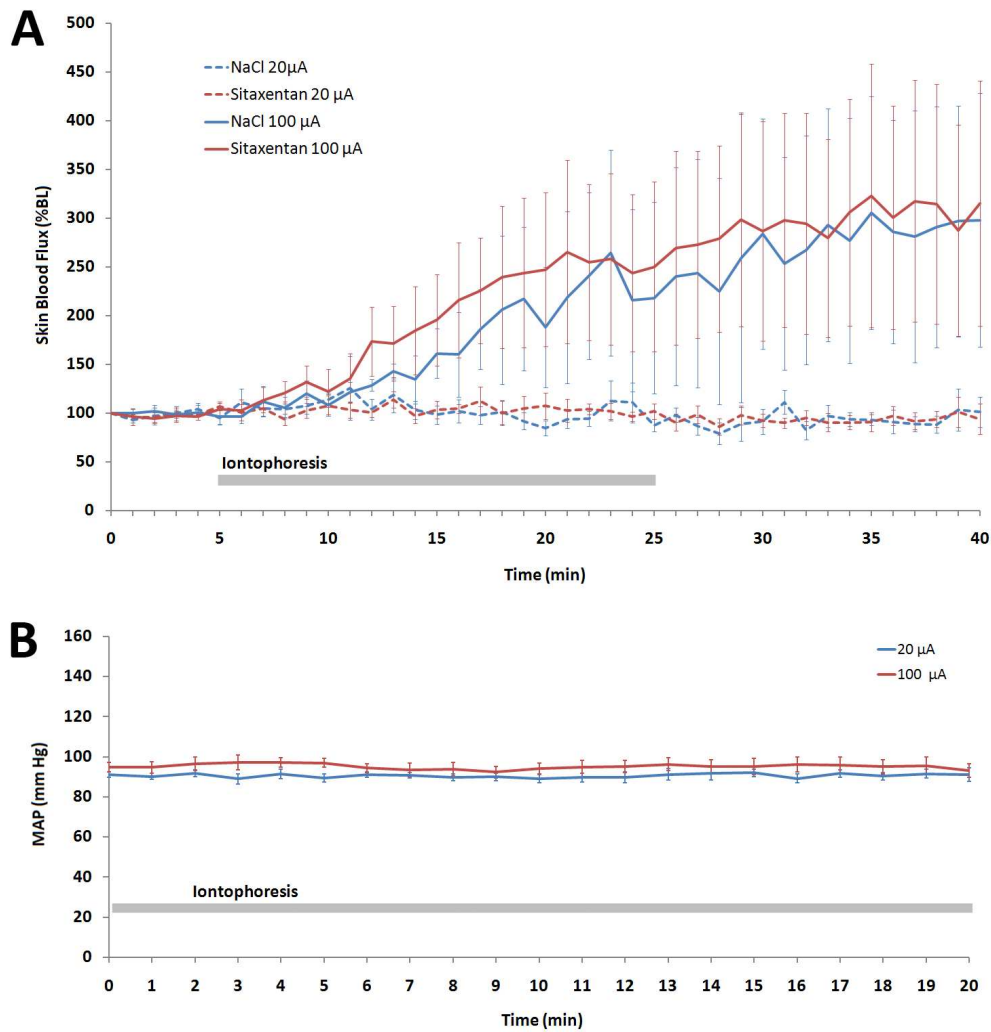 A
500
450
400
350
300
250
200
150
100
50
0
Skin Blood Flux (%BL)
NaCl 20µA
Sitaxentan 20 µA
NaCl 100 µA
Sitaxentan 100 µA
Iontophoresis
0 5 10 15 20 25 30 35 40
Time (min)
B
160
140
120
100
80
60
40
20
0
MAP (mm Hg)
20 µA
100 µA
Iontophoresis
0 1 2 3 4 5 6 7 8 9 10 11 12 13 14 15 16 17 18 19 20
Time (min)